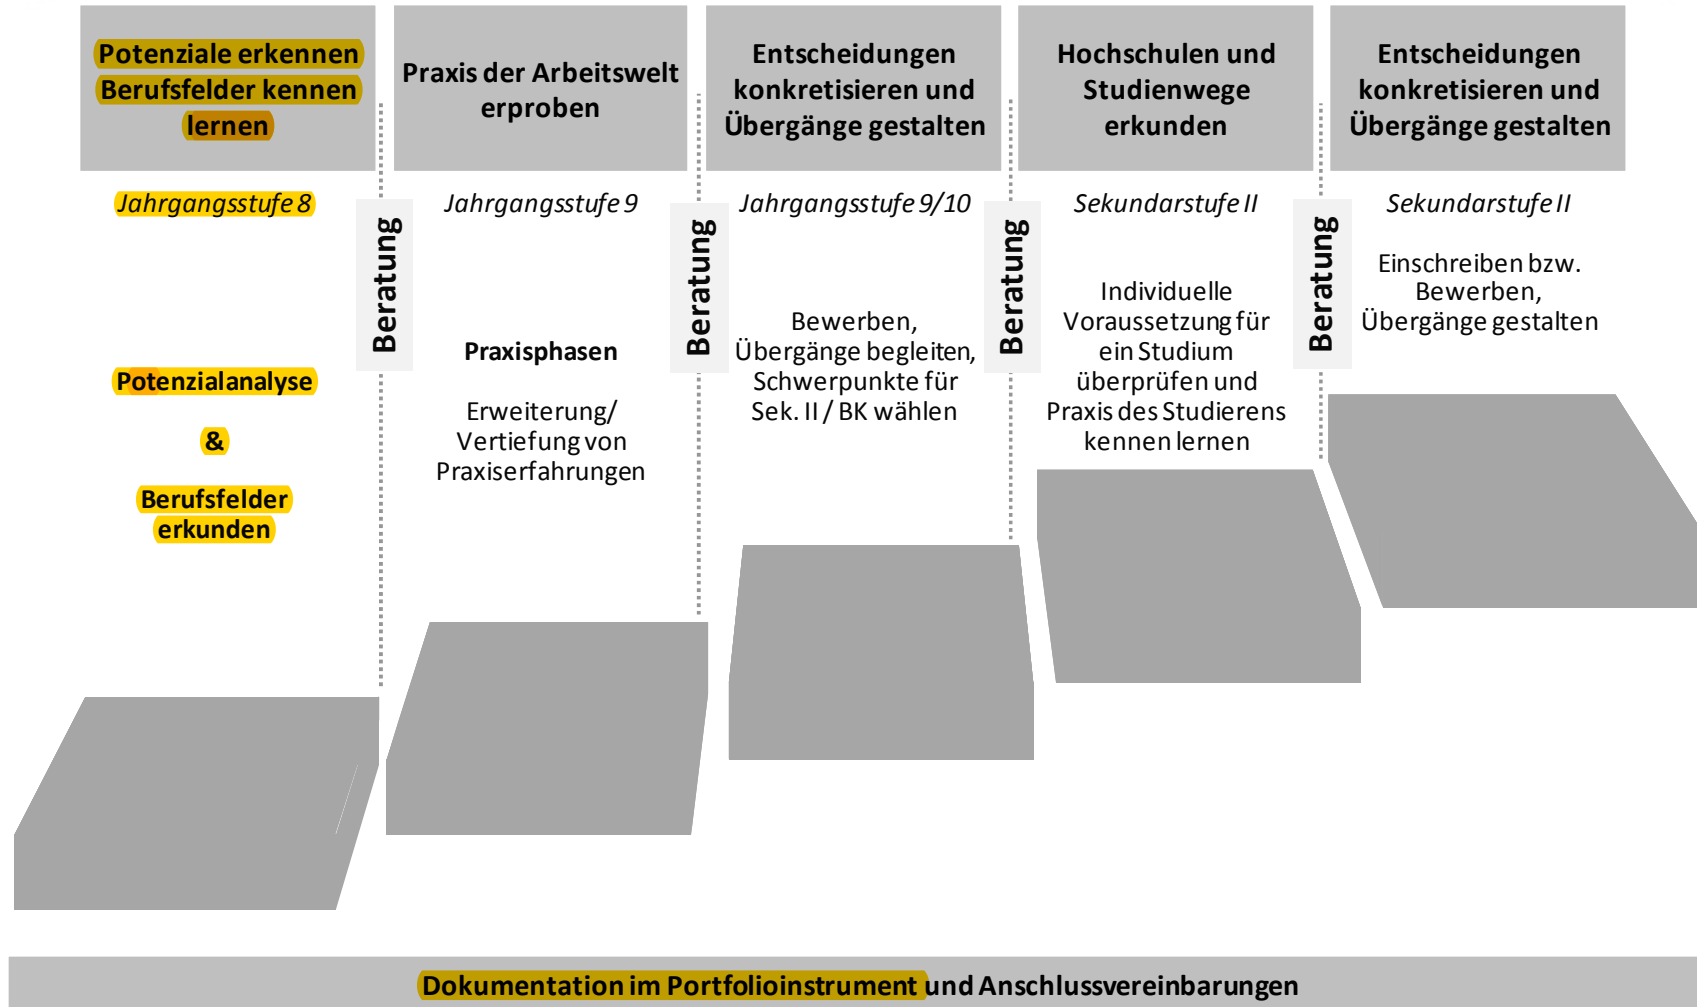 Potenziale erkennen
Berufsfelder kennen
lernen
Praxis der Arbeitswelt
erproben
Entscheidungen
konkretisieren und
Übergänge gestalten
Hochschulen und
Studienwege
erkunden
Entscheidungen
konkretisieren und
Übergänge gestalten
Jahrgangsstufe 8
Jahrgangsstufe 9
Jahrgangsstufe 9/10
Sekundarstufe II
Sekundarstufe II
Beratung
Beratung
Beratung
Beratung
Potenzialanalyse
&
Berufsfelder
erkunden
Praxisphasen
Erweiterung/
Vertiefung von
Praxiserfahrungen
Bewerben,
Übergänge begleiten,
Schwerpunkte für
Sek. II / BK wählen
Individuelle
Voraussetzung für
ein Studium
überprüfen und
Praxis des Studierens
kennen lernen
Einschreiben bzw.
Bewerben,
Übergänge gestalten
Dokumentation im Portfolioinstrument und Anschlussvereinbarungen